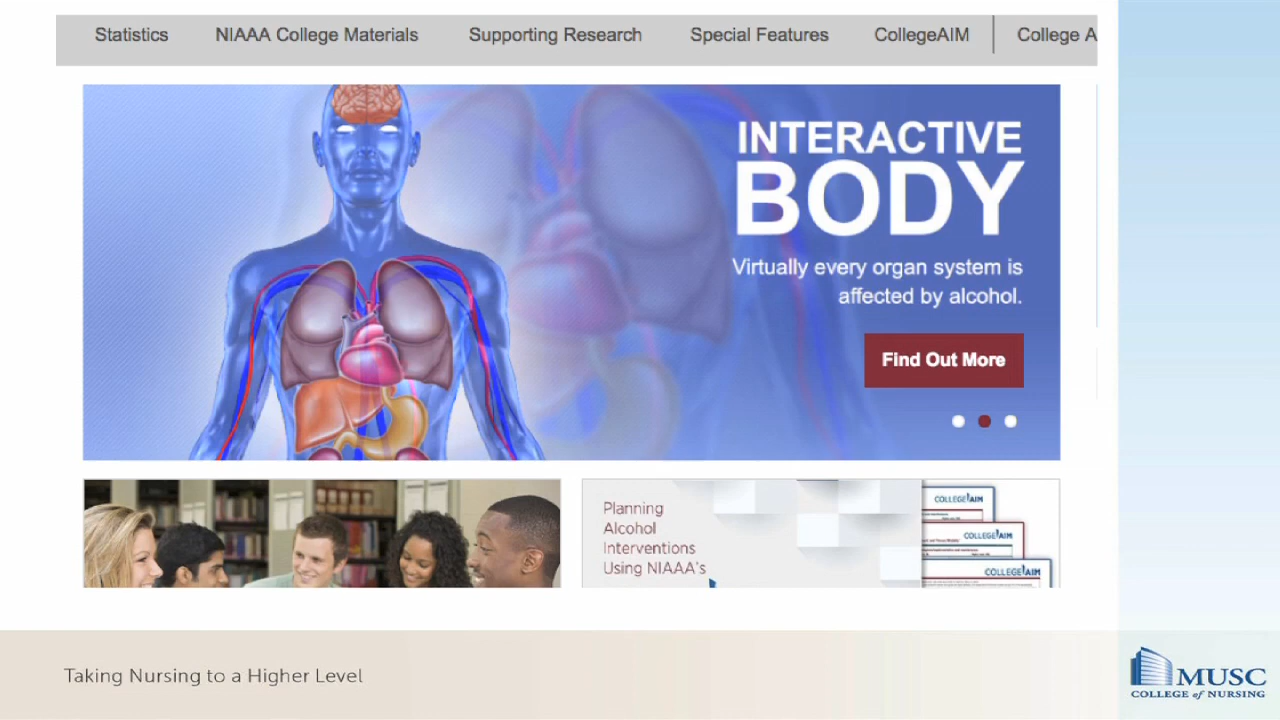 Statistics
NIAAA College Materials
Supporting Research
Special Features
CollegeAIM
College A
INTERACTIVE
BODY
Virtually every organ system is
affected by alcohol.
Find Out More
Planning
Alcohol
Interventions
Using NIAAA's
COLLEGEAIM
COLLEGEAIM
COLLEGEAIM
Taking Nursing to a Higher Level
MUSC
COLLEGE of NURSING